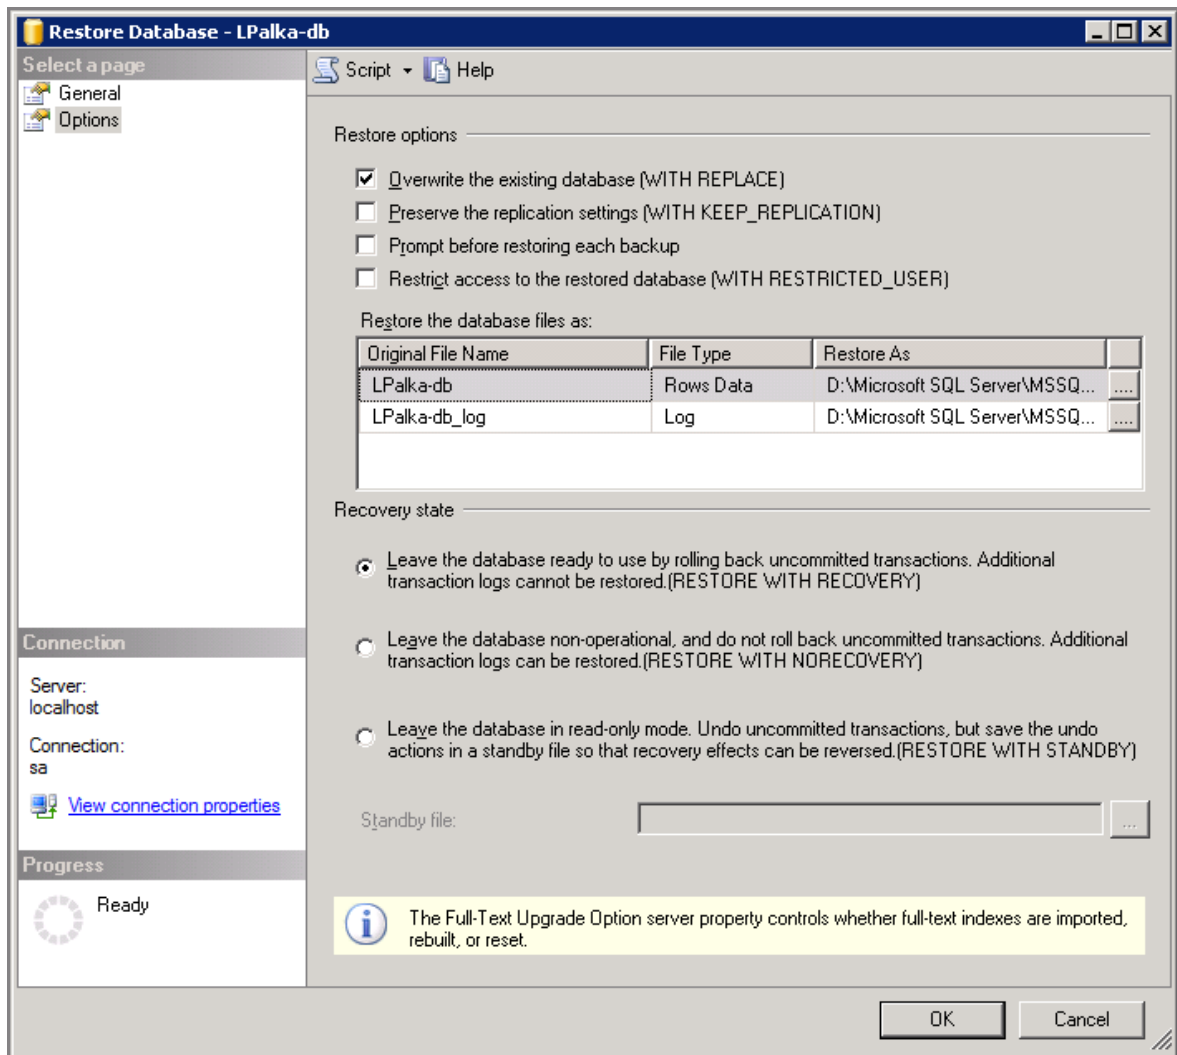 Restore Database - LPalka-db
Select a page
General
Options
Script
Help
Restore options
Overwrite the existing database (WITH REPLACE)
Preserve the replication settings (WITH KEEP_REPLICATION)
Prompt before restoring each backup
Restrict access to the restored database (WITH RESTRICTED_USER)
Restore the database files as:
Original File Name File Type Restore As
LPalka-db Rows Data D:\Microsoft SQL Server\MSSQ... ....
LPalka-db_log Log D:\Microsoft SQL Server\MSSQ... ....
Recovery state
Leave the database ready to use by rolling back uncommitted transactions. Additional
transaction logs cannot be restored.(RESTORE WITH RECOVERY)
Leave the database non-operational, and do not roll back uncommitted transactions. Additional
transaction logs can be restored.(RESTORE WITH NORECOVERY)
Leave the database in read-only mode. Undo uncommitted transactions, but save the undo
actions in a standby file so that recovery effects can be reversed.(RESTORE WITH STANDBY)
Standby file: ...
Connection
Server:
localhost
Connection:
sa
View connection properties
Progress
Ready
The Full-Text Upgrade Option server property controls whether full-text indexes are imported,
rebuilt, or reset.
OK Cancel